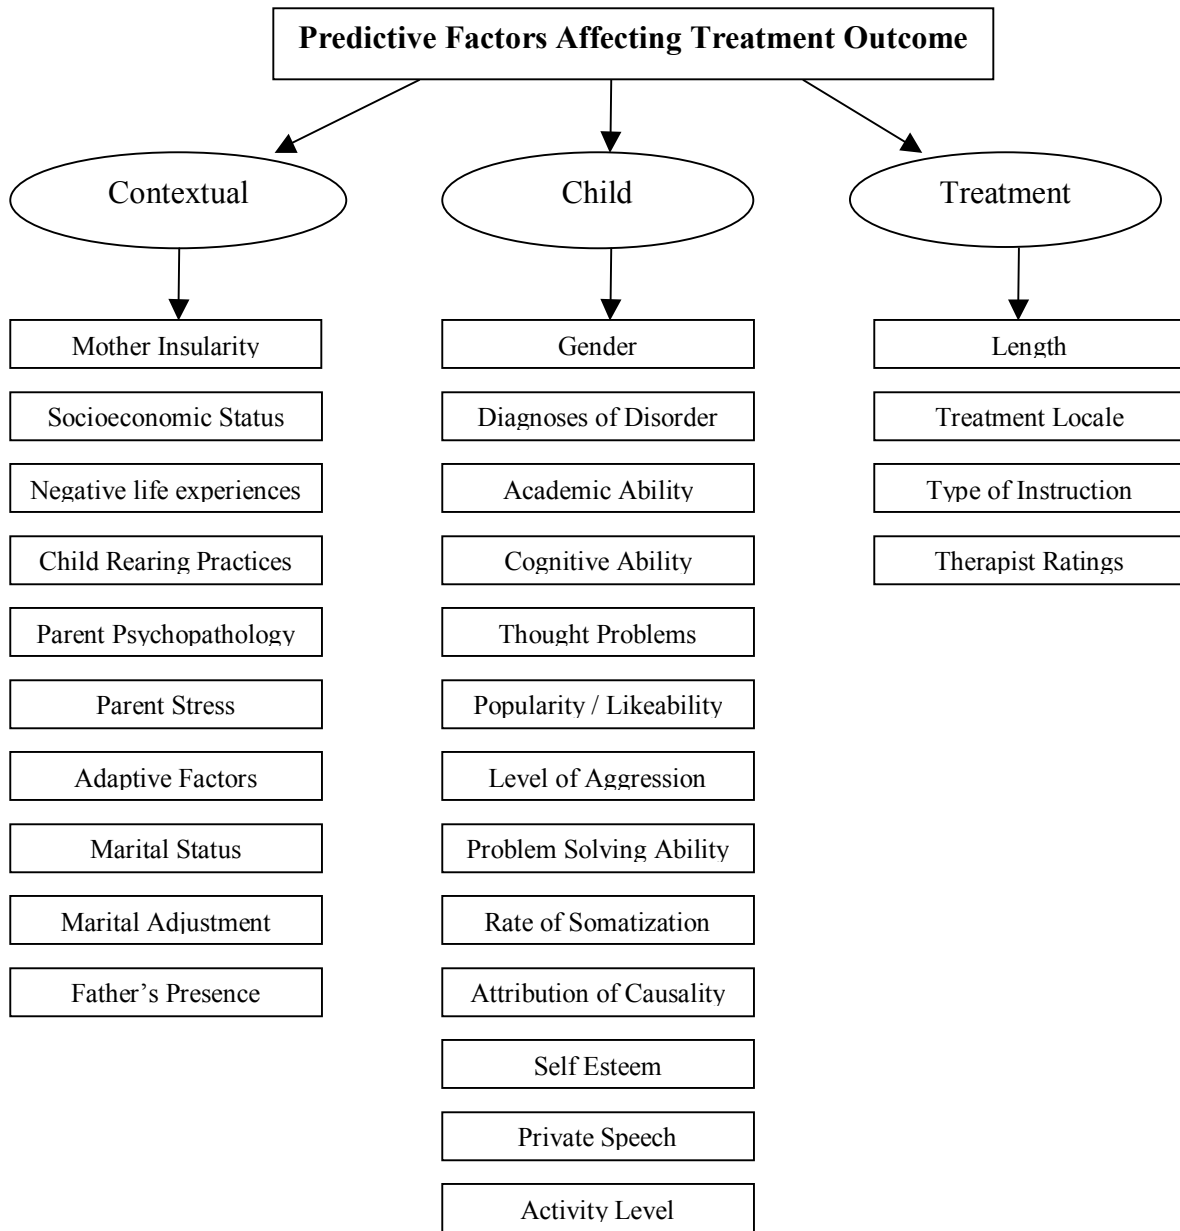 Predictive Factors Affecting Treatment Outcome
Contextual
Child
Treatment
Mother Insularity
Socioeconomic Status
Negative life experiences
Child Rearing Practices
Parent Psychopathology
Parent Stress
Adaptive Factors
Marital Status
Marital Adjustment
Father’s Presence
Gender
Diagnoses of Disorder
Academic Ability
Cognitive Ability
Thought Problems
Popularity / Likeability
Level of Aggression
Problem Solving Ability
Rate of Somatization
Attribution of Causality
Self Esteem
Private Speech
Activity Level
Length
Treatment Locale
Type of Instruction
Therapist Ratings